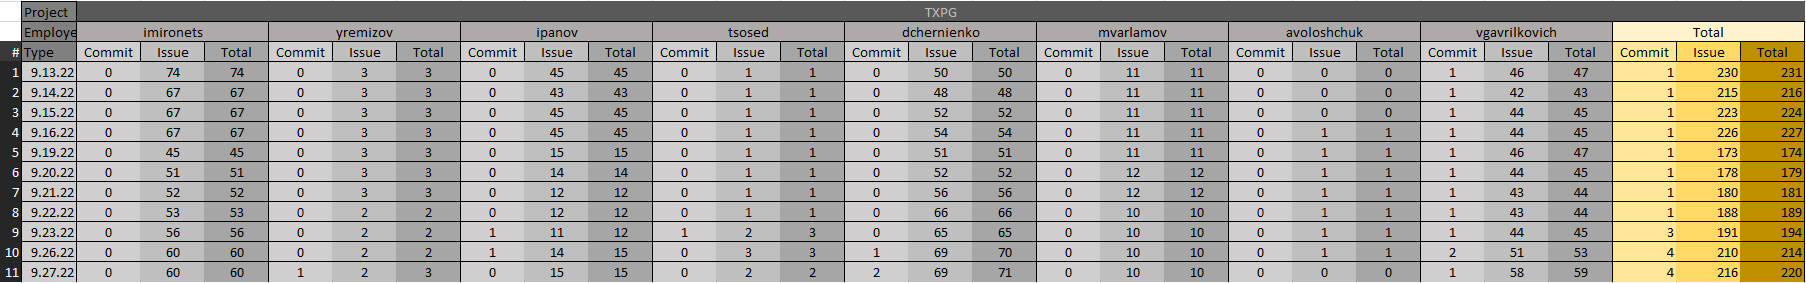 Project TXPG
Employe imironets yremizov ipanov tsosed dchernienko mvarlamov avoloshchuk vgavrilkovich Total
# Type Commit Issue Total Commit Issue Total Commit Issue Total Commit Issue Total Commit Issue Total Commit Issue Total Commit Issue Total Commit Issue Total Commit Issue Total
1 9.13.22 0 74 74 0 3 3 0 45 45 0 1 1 0 50 50 0 11 11 0 0 0 1 46 47 1 230 231
2 9.14.22 0 67 67 0 3 3 0 43 43 0 1 1 0 48 48 0 11 11 0 0 0 1 42 43 1 215 216
3 9.15.22 0 67 67 0 3 3 0 45 45 0 1 1 0 52 52 0 11 11 0 0 0 1 44 45 1 223 224
4 9.16.22 0 67 67 0 3 3 0 45 45 0 1 1 0 54 54 0 11 11 0 1 1 1 44 45 1 226 227
5 9.19.22 0 45 45 0 3 3 0 15 15 0 1 1 0 51 51 0 11 11 0 1 1 1 46 47 1 173 174
6 9.20.22 0 51 51 0 3 3 0 14 14 0 1 1 0 52 52 0 12 12 0 1 1 1 44 45 1 178 179
7 9.21.22 0 52 52 0 3 3 0 12 12 0 1 1 0 56 56 0 12 12 0 1 1 1 43 44 1 180 181
8 9.22.22 0 53 53 0 2 2 0 12 12 0 1 1 0 66 66 0 10 10 0 1 1 1 43 44 1 188 189
9 9.23.22 0 56 56 0 2 2 1 11 12 1 2 3 0 65 65 0 10 10 0 1 1 1 44 45 3 191 194
10 9.26.22 0 60 60 0 2 2 1 14 15 0 3 3 1 69 70 0 10 10 0 1 1 2 51 53 4 210 214
11 9.27.22 0 60 60 1 2 3 0 15 15 0 2 2 2 69 71 0 10 10 0 0 0 1 58 59 4 216 220